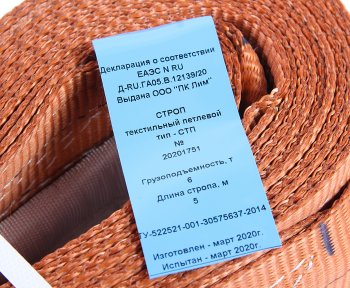 Декларация о соответствии
ЕАЭС N RU
Д-RU.ГА05.В.12139/20
Выдана ООО "ПК Лим"
СТРОП
текстильный петлевой
тип - СТП
№
20201751
Грузоподъемность, т
6
Длина стропа, м
5
ТУ-522521-001-30575637-2014
Изготовлен - март 2020г.
Испытан - март 2020г.